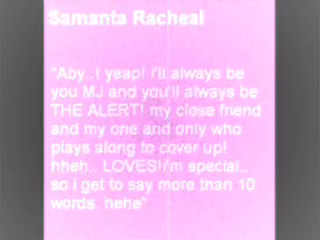 Samanta Racheal
"Aby..! yeap! i'll always be
you MJ and you'll always be
THE ALERT! my close friend
and my one and only who
plays along to cover up!
hheh.. LOVES!i'm special..
so i get to say more than 10
words. hehe"